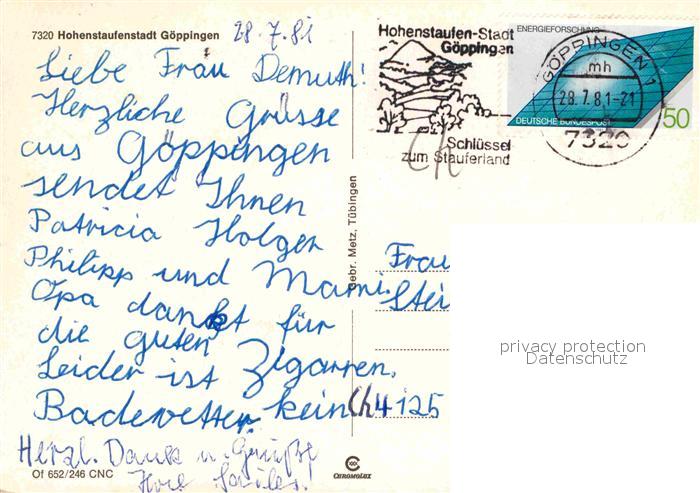 7320 Hohenstaufenstadt Göppingen
28.7.81
Liebe Frau Demuth!
Herzliche Grüsse
aus Göppingen
sendet Ihnen
Patricia Holger
Philipp und Mami.
Opa dankt für
die guten
Zigarren.
Leider ist
kein
Badewetter.
Herzl. Dank u. Grüße
Of 652/246 CNC
Gebr. Metz, Tübingen
CHROMOLUX
Hohenstaufen-Stadt
Göppingen
Schlüssel
zum Stauferland
ENERGIEFORSCHUNG
DEUTSCHE BUNDESPOST
50
GÖPPINGEN 1
mh
28.7.81-21
7320
Frau
Stei
Ch 4125
privacy protection
Datenschutz